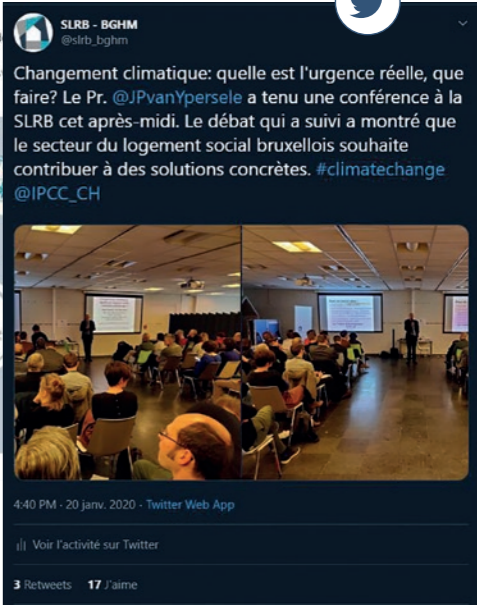 SLRB - BGHM
@slrb_bghm
Changement climatique: quelle est l'urgence réelle, que
faire? Le Pr. @JPvanYpersele a tenu une conférence à la
SLRB cet après-midi. Le débat qui a suivi a montré que
le secteur du logement social bruxellois souhaite
contribuer à des solutions concrètes. #climatechange
@IPCC_CH
4:40 PM · 20 janv. 2020 · Twitter Web App
Voir l'activité sur Twitter
3 Retweets 17 J'aime